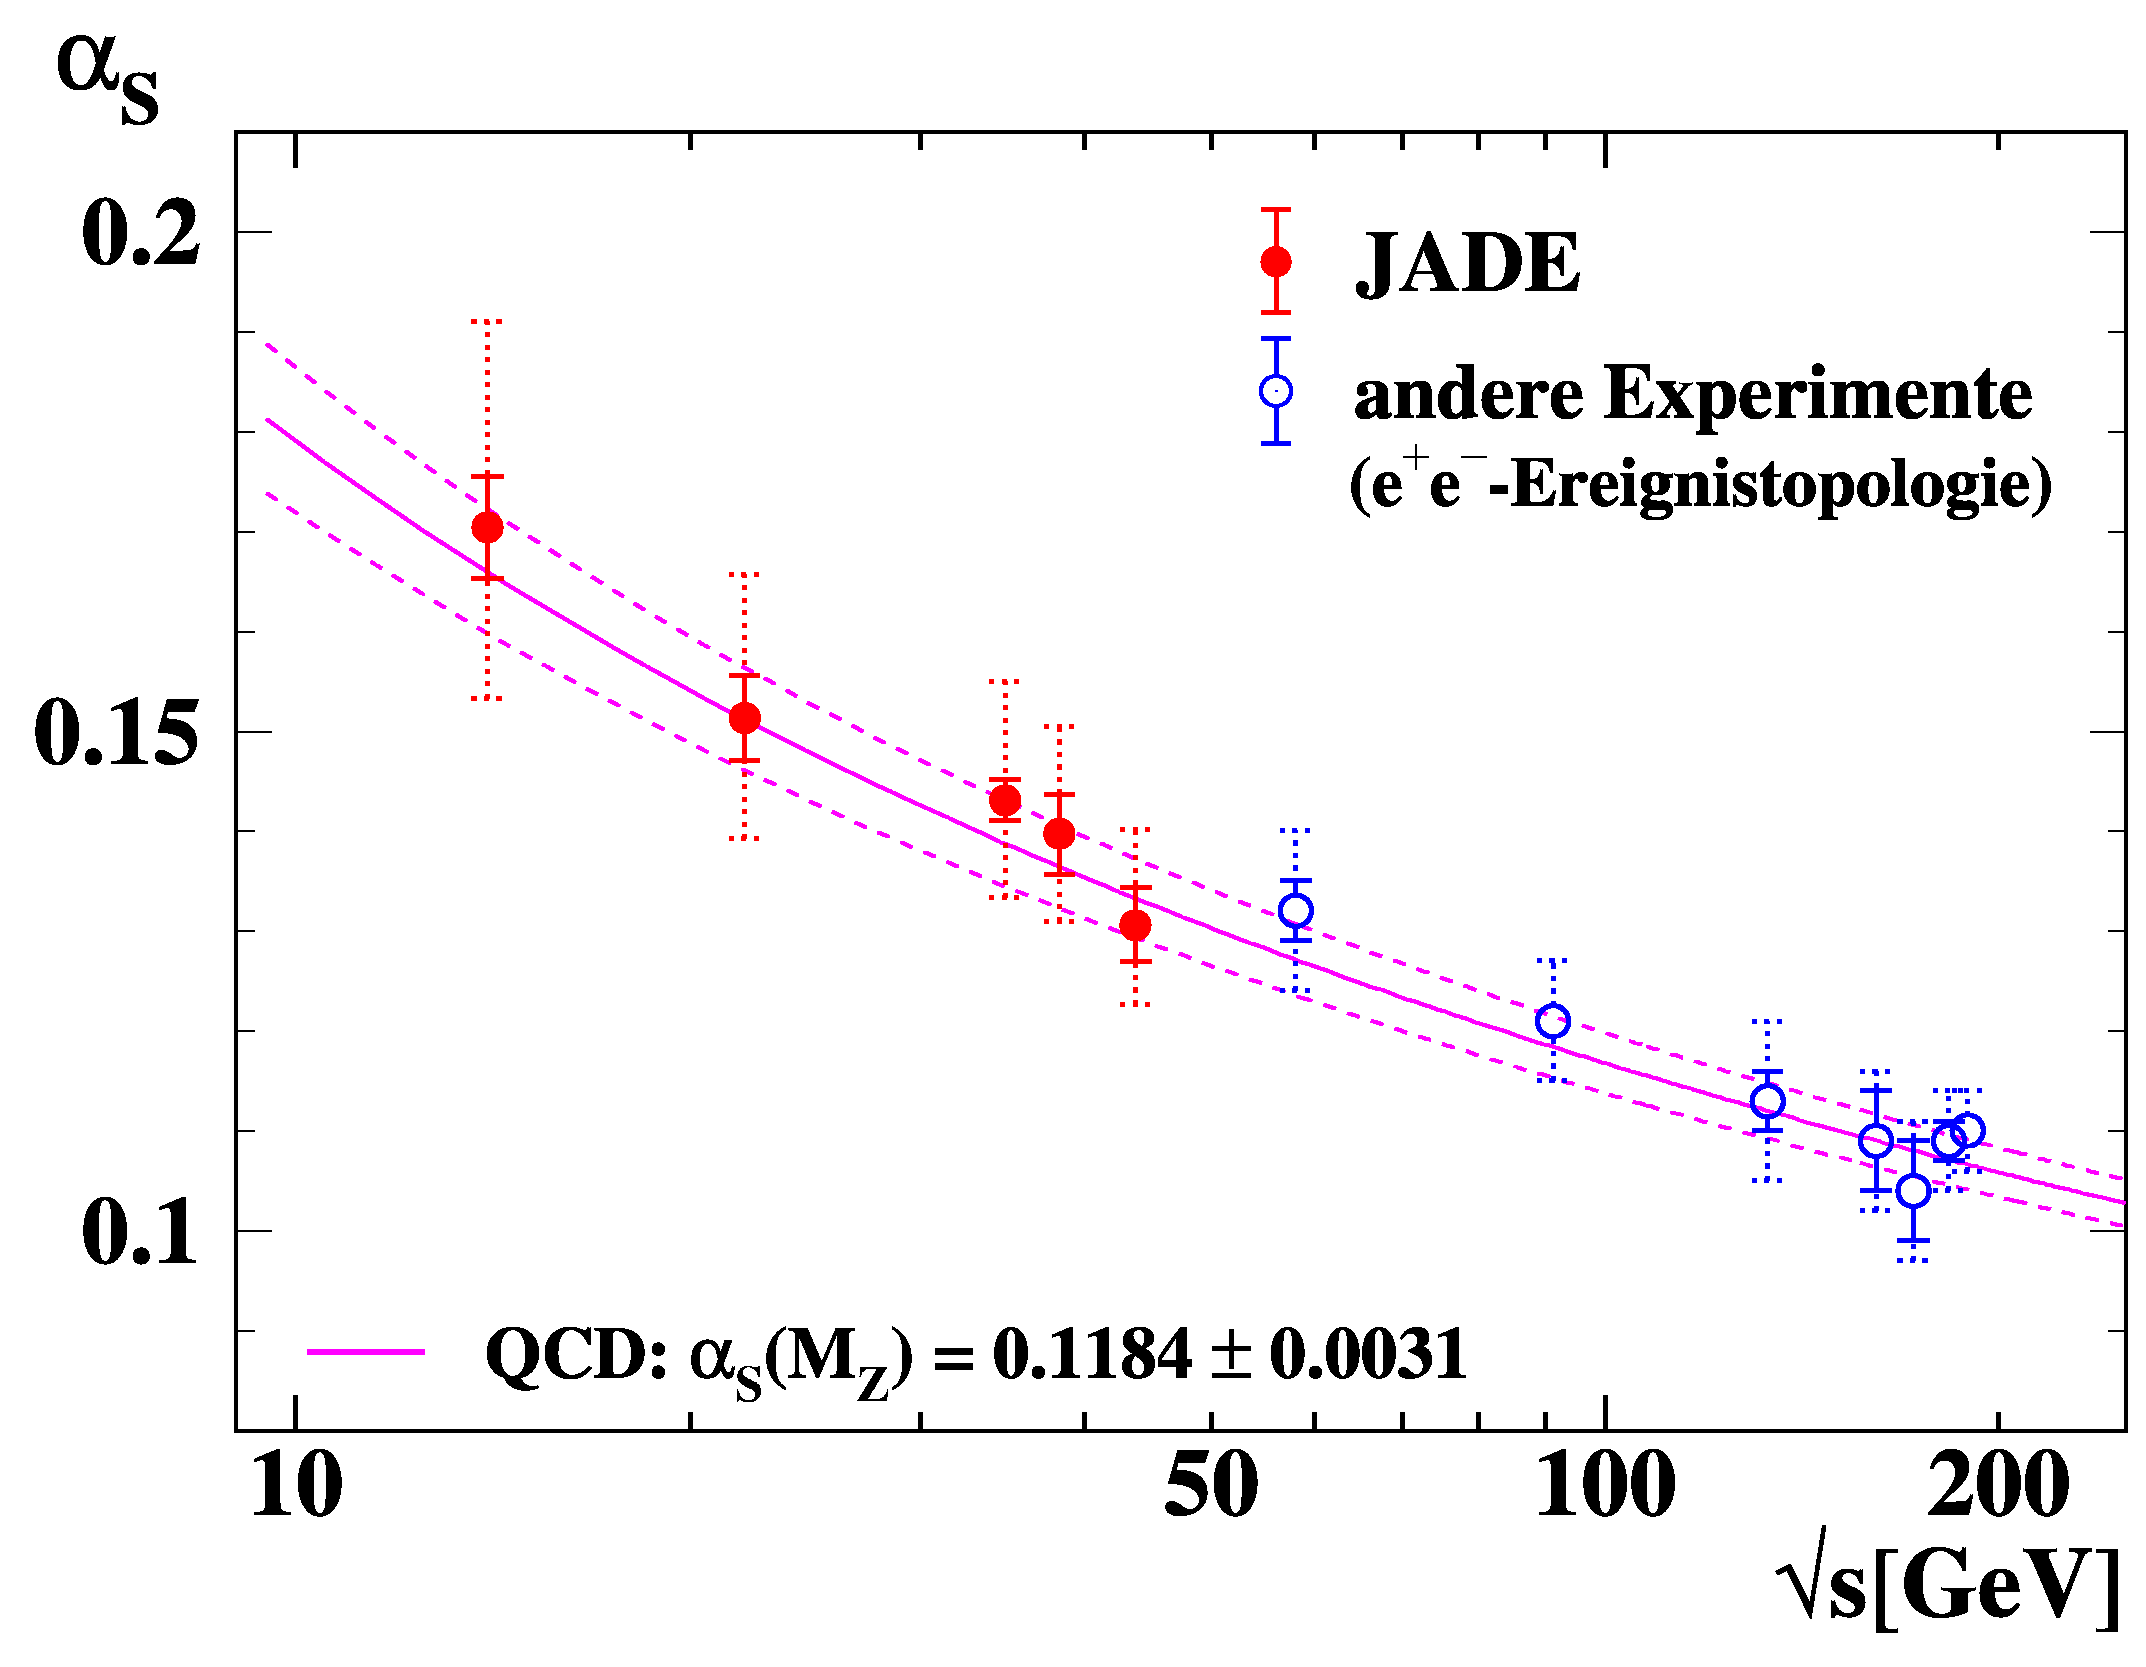 αS
0.2
0.15
0.1
JADE
andere Experimente
(e⁺e⁻-Ereignistopologie)
QCD: αS(MZ) = 0.1184 ± 0.0031
10 50 100 200
√s[GeV]